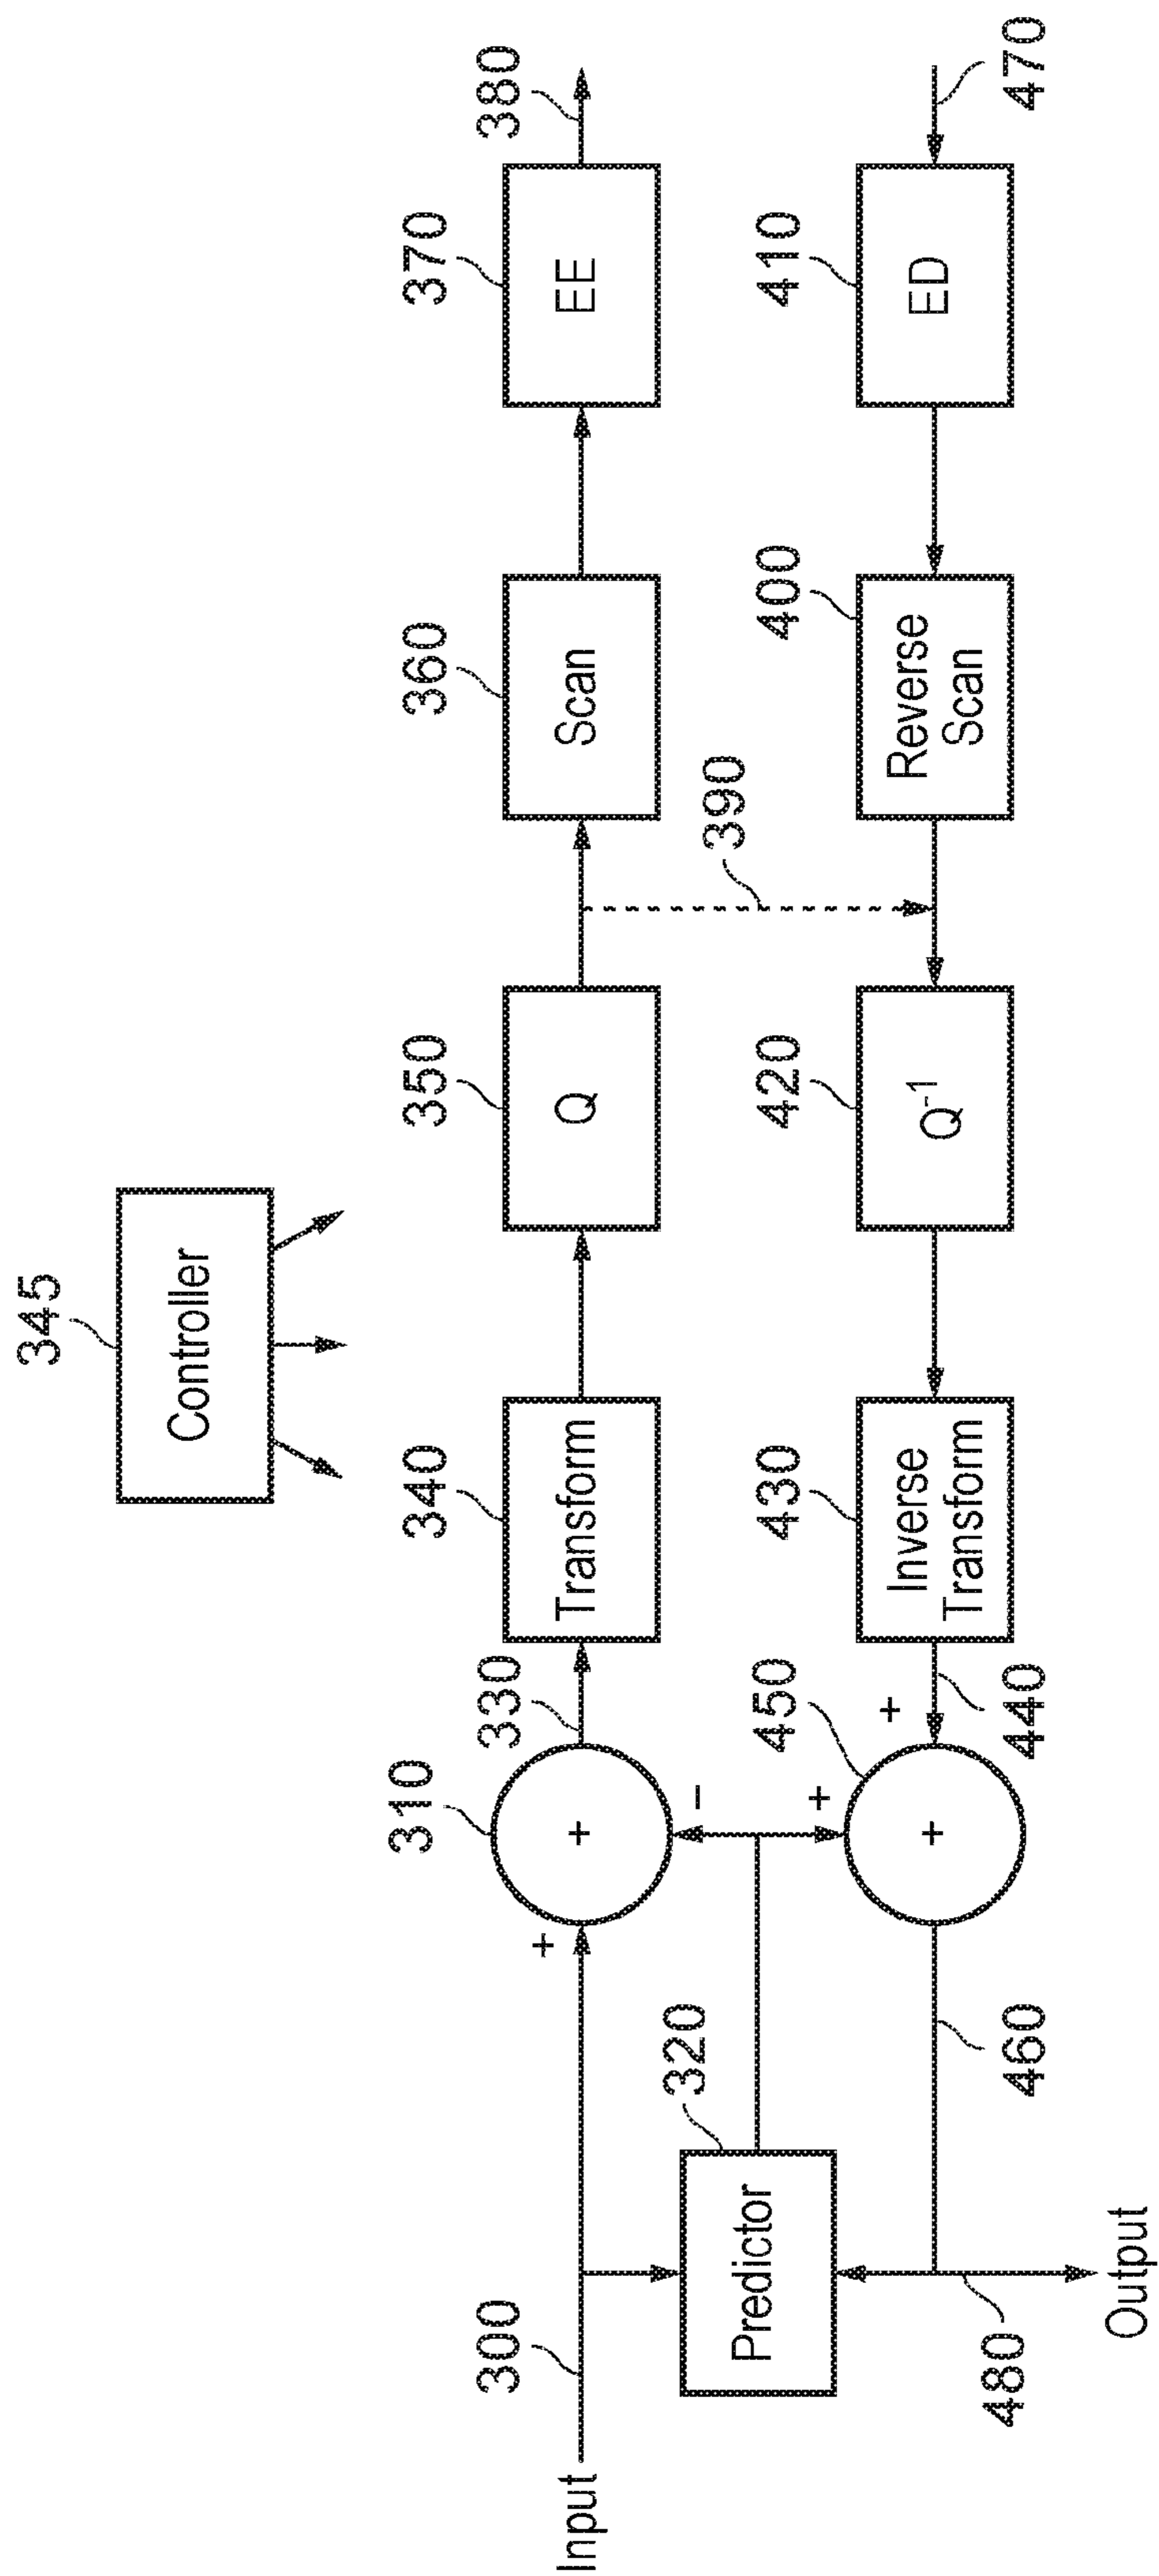 345
Controller
310
330
340
350
360
370
380
Input
300
+
+
Transform
Q
Scan
EE
320
Predictor
−
+
390
450
430
420
400
410
+
+
Inverse
Transform
Q-1
Reverse
Scan
ED
480
460
440
470
Output